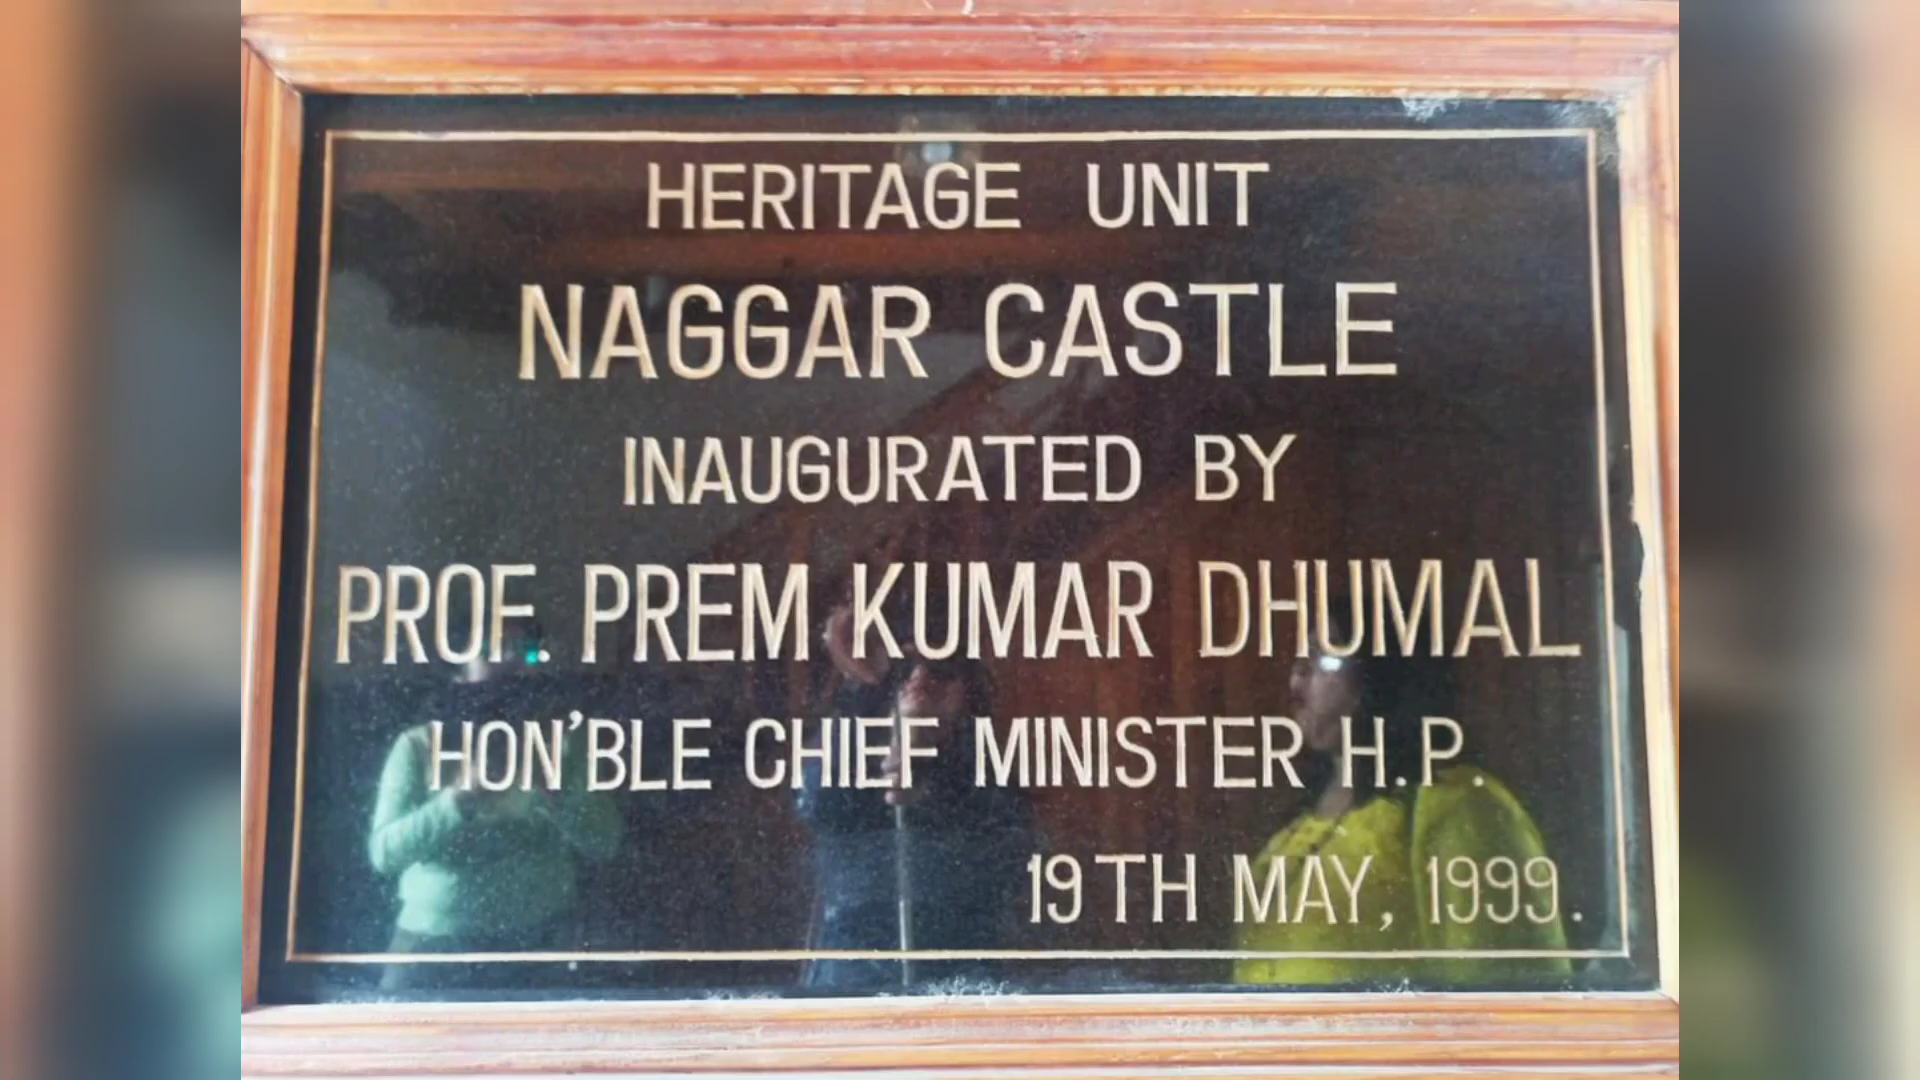 HERITAGE UNIT
NAGGAR CASTLE
INAUGURATED BY
PROF. PREM KUMAR DHUMAL
HON'BLE CHIEF MINISTER H.P.
19TH MAY, 1999.